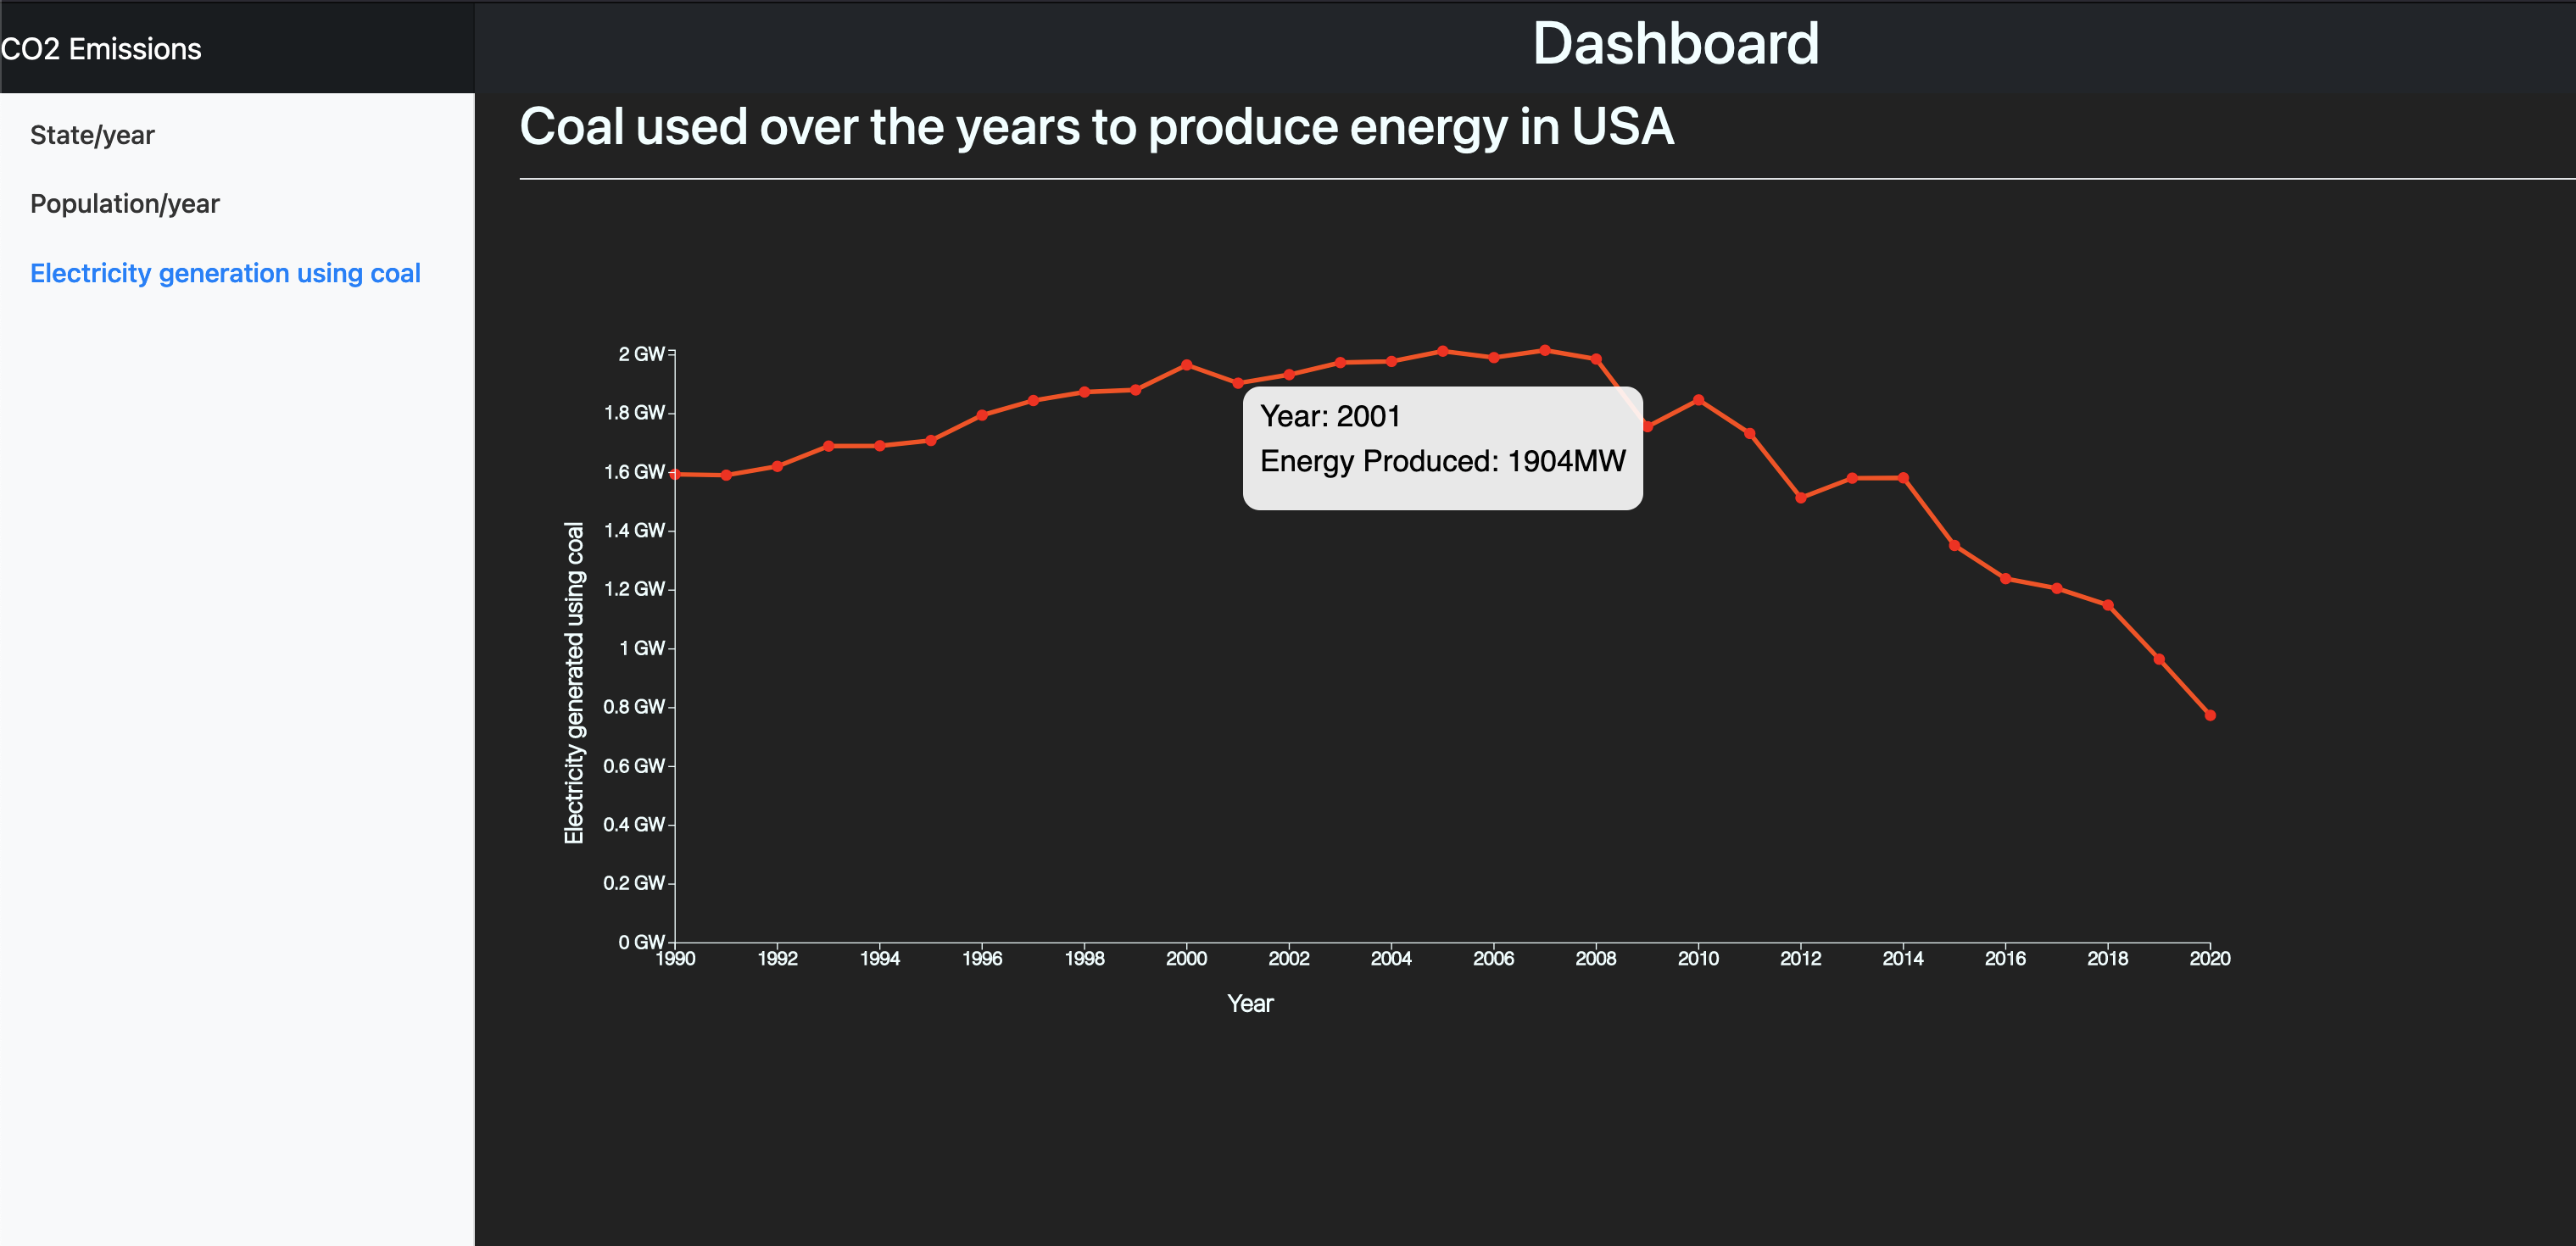 CO2 Emissions
Dashboard
State/year
Population/year
Electricity generation using coal
Coal used over the years to produce energy in USA
2 GW
1.8 GW
1.6 GW
1.4 GW
1.2 GW
1 GW
0.8 GW
0.6 GW
0.4 GW
0.2 GW
0 GW
Electricity generated using coal
Year: 2001
Energy Produced: 1904MW
1990 1992 1994 1996 1998 2000 2002 2004 2006 2008 2010 2012 2014 2016 2018 2020
Year